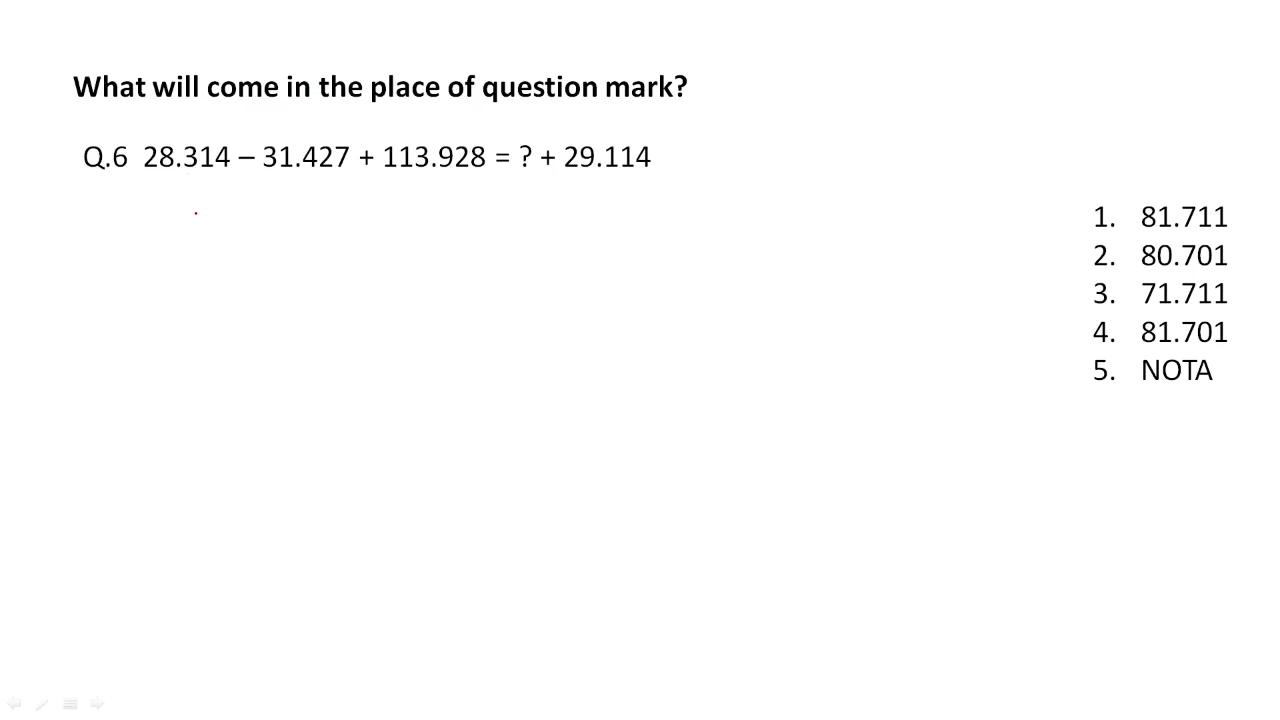 What will come in the place of question mark?
Q.6 28.314 – 31.427 + 113.928 = ? + 29.114
1. 81.711
2. 80.701
3. 71.711
4. 81.701
5. NOTA